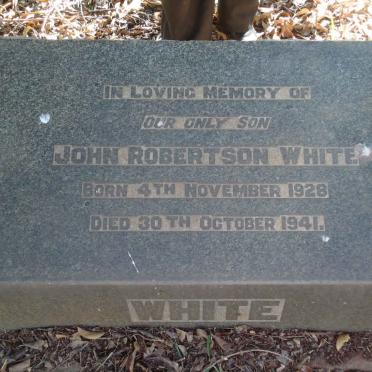 In Loving Memory of
Our Only Son
John Robertson White
Born 4th November 1928
Died 30th October 1941.
WHITE